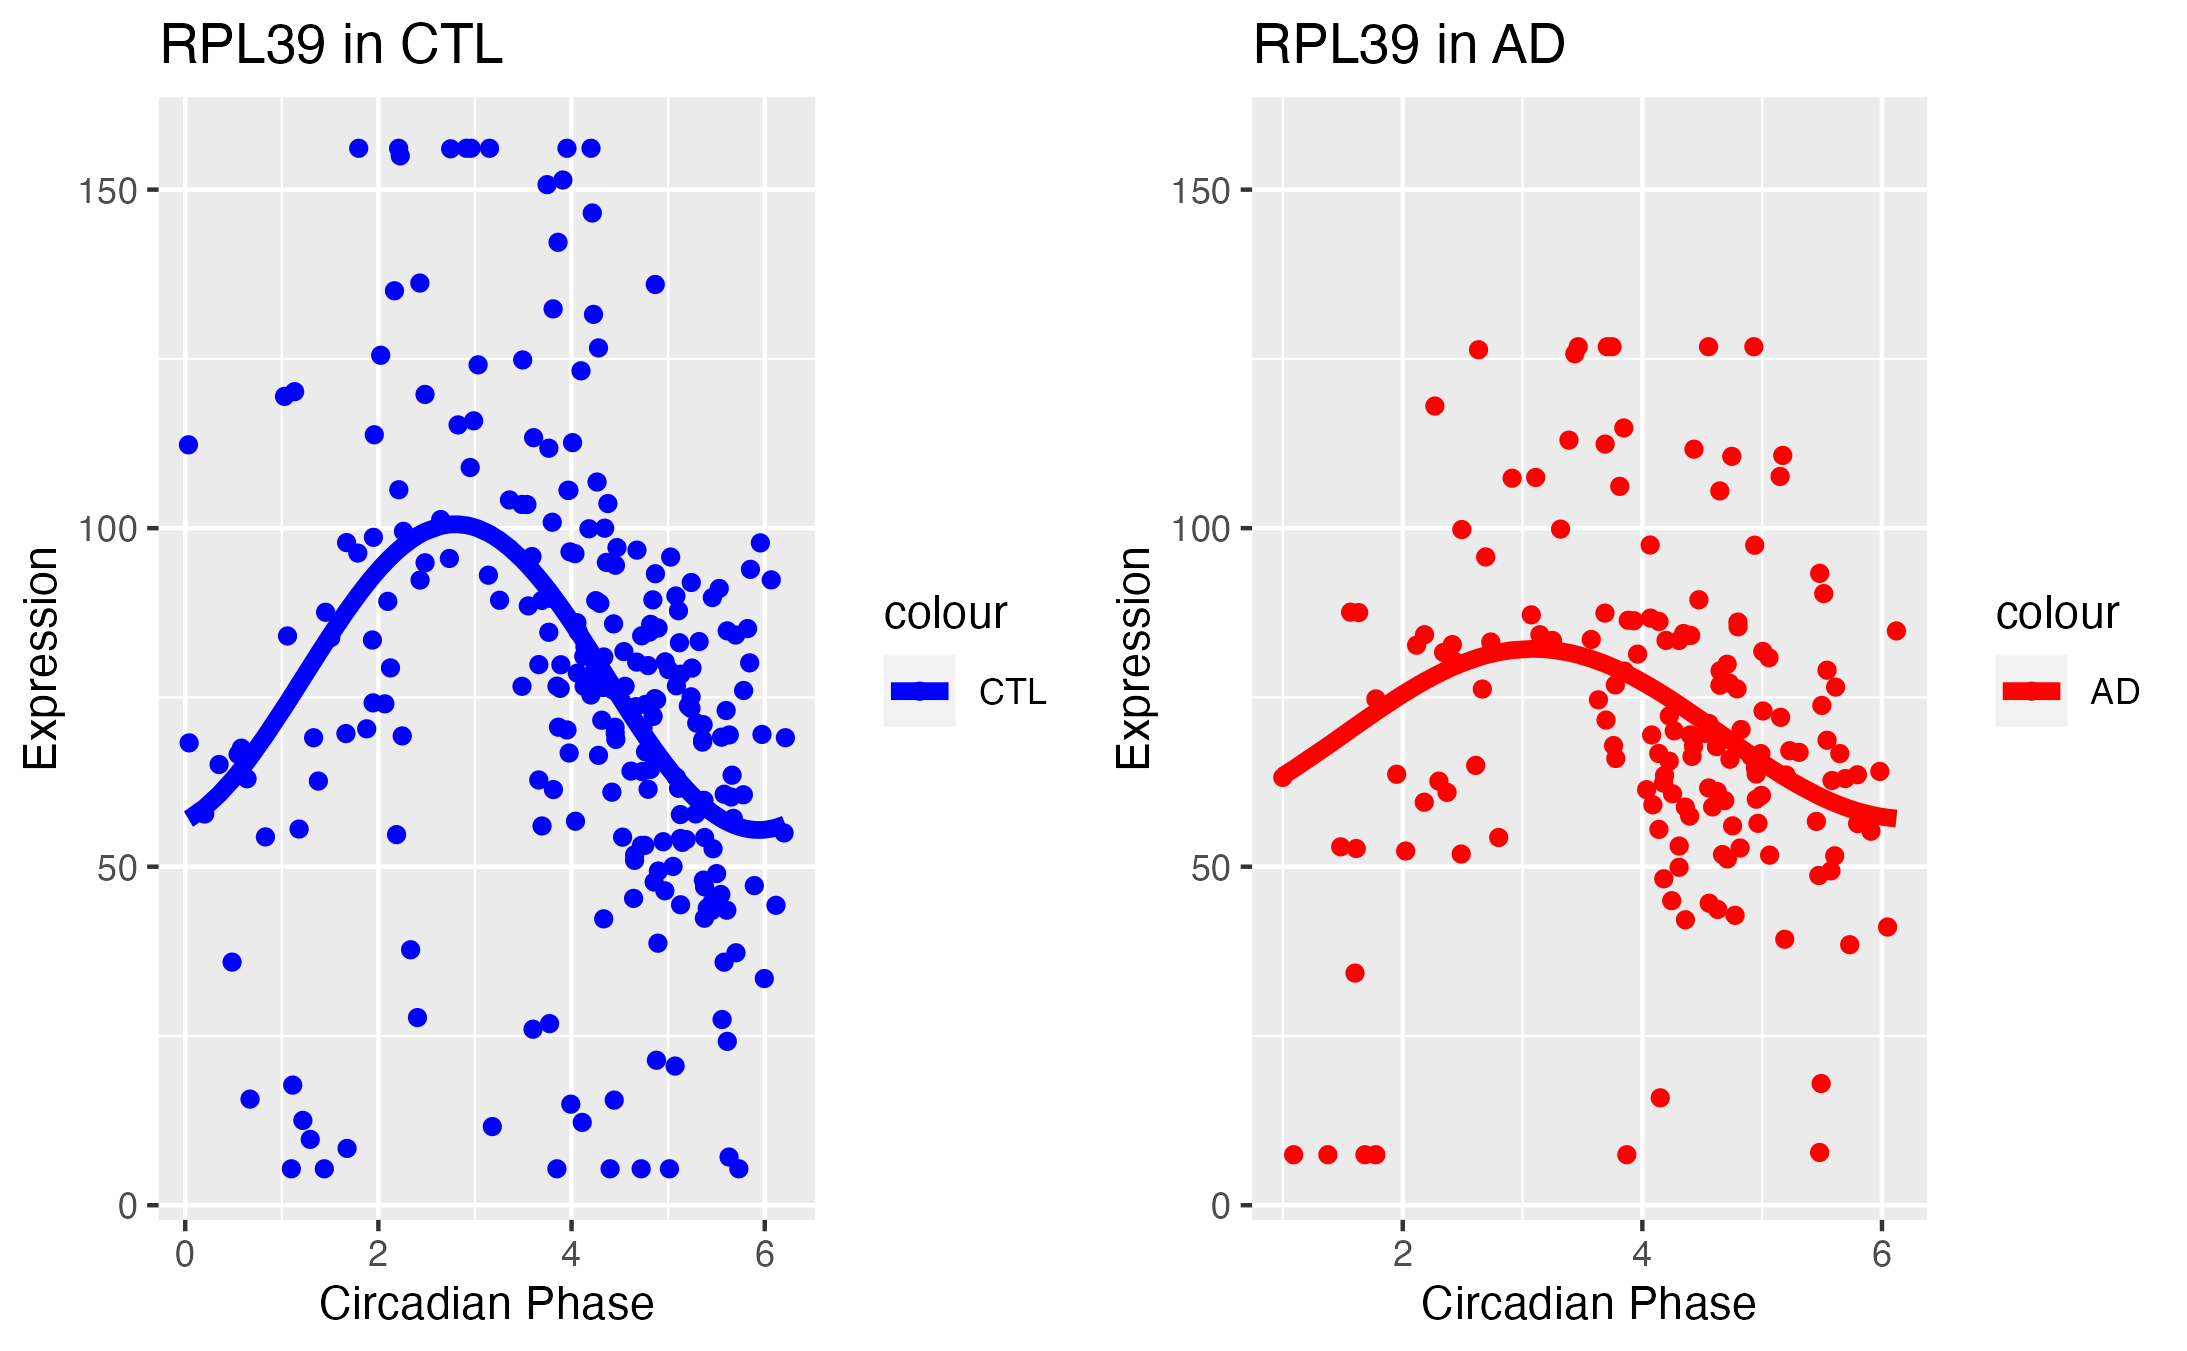 RPL39 in CTL
150
100
50
0
Expression
0 2 4 6
Circadian Phase
colour
CTL
RPL39 in AD
150
100
50
0
Expression
2 4 6
Circadian Phase
colour
AD